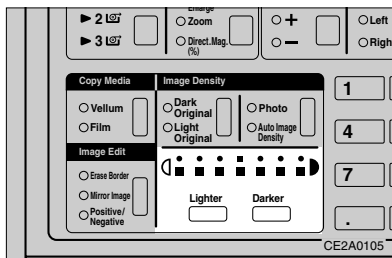 Enlarge
2
Zoom
+
Left
3
Direct.Mag.
(%)
−
Righ
Copy Media
Image Density
Vellum
Film
Dark
Original
Light
Original
Photo
Auto Image
Density
Image Edit
Erase Border
Mirror Image
Positive/
Negative
Lighter
Darker
1
4
7
.
CE2A0105